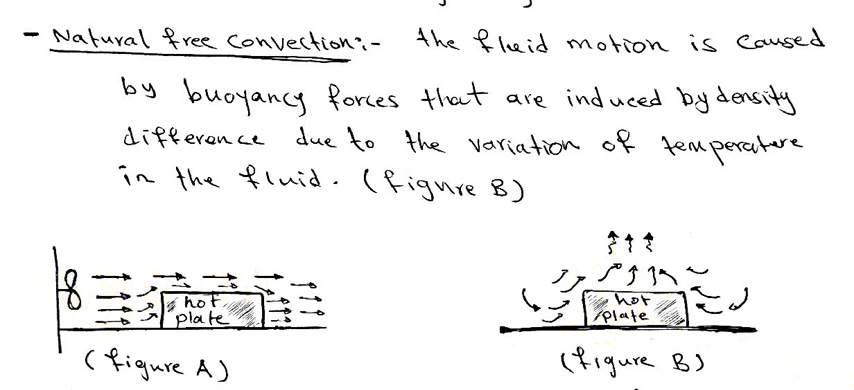 - Natural free convection:- the fluid motion is caused
by buoyancy forces that are induced by density
difference due to the variation of temperature
in the fluid. (figure B)
hot
plate
hot
plate
(figure A)
(figure B)